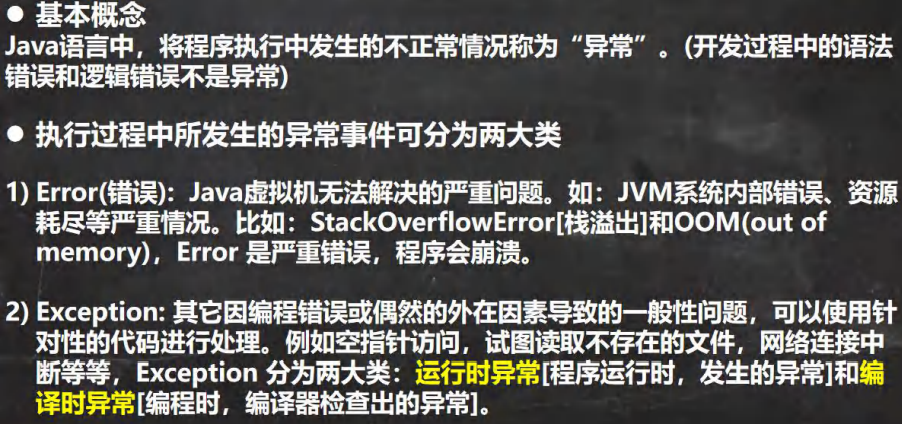 ● 基本概念
Java语言中，将程序执行中发生的不正常情况称为“异常”。(开发过程中的语法
错误和逻辑错误不是异常)
● 执行过程中所发生的异常事件可分为两大类
1) Error(错误)：Java虚拟机无法解决的严重问题。如：JVM系统内部错误、资源
耗尽等严重情况。比如：StackOverflowError[栈溢出]和OOM(out of
memory)，Error 是严重错误，程序会崩溃。
2) Exception: 其它因编程错误或偶然的外在因素导致的一般性问题，可以使用针
对性的代码进行处理。例如空指针访问，试图读取不存在的文件，网络连接中
断等等，Exception 分为两大类：运行时异常[程序运行时，发生的异常]和编
译时异常[编程时，编译器检查出的异常]。